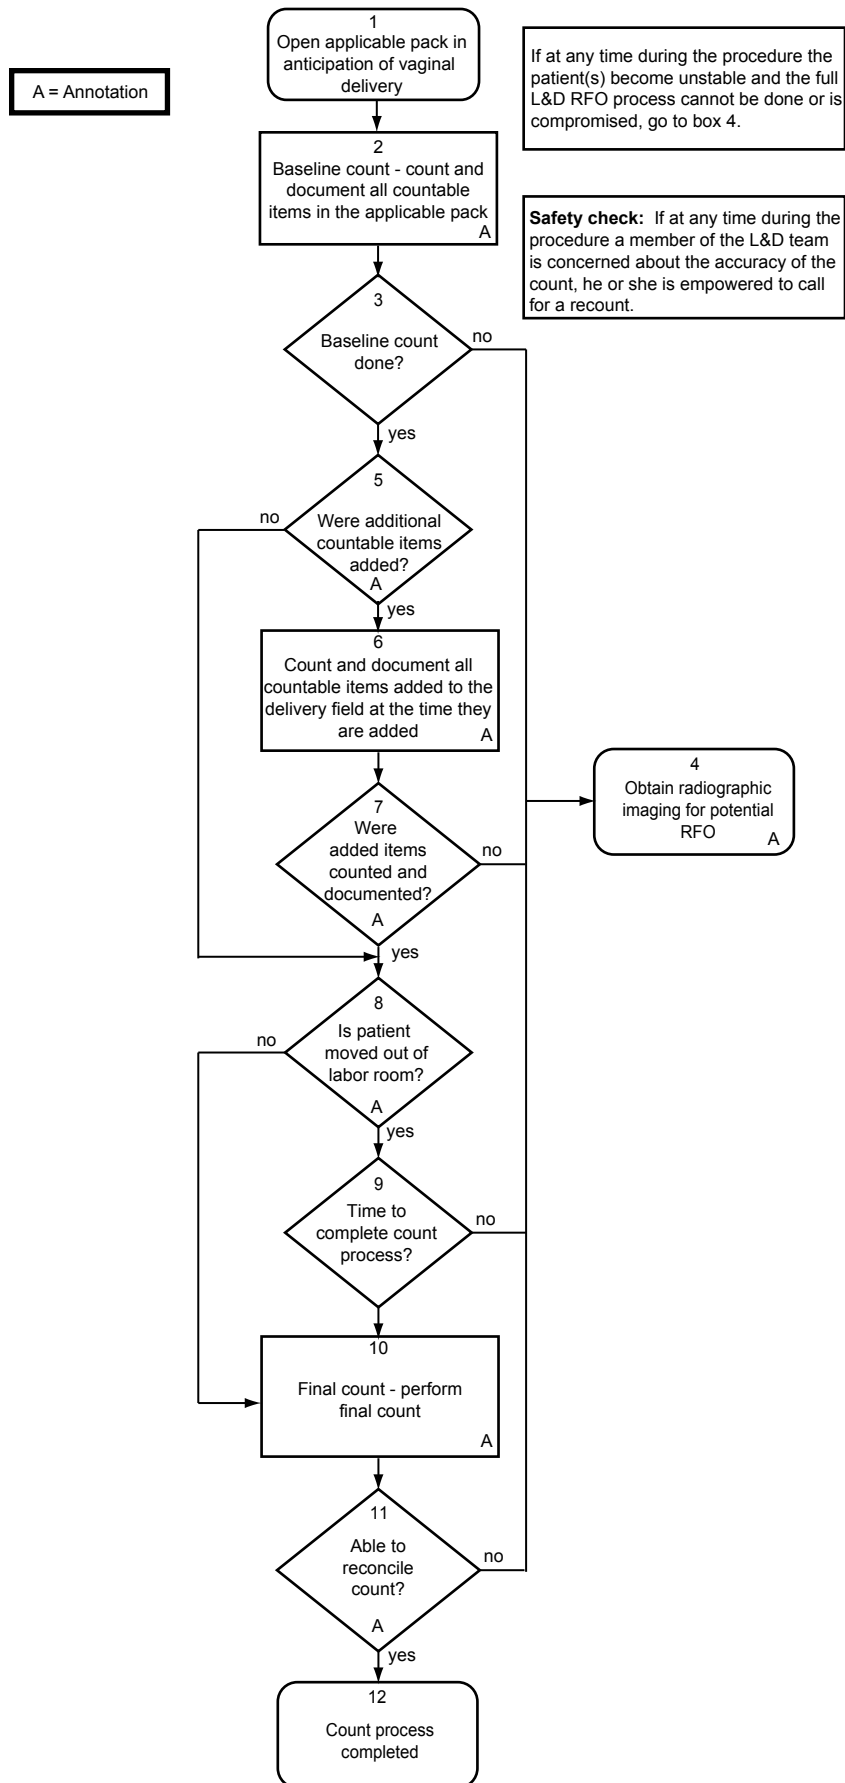 1
Open applicable pack in
anticipation of vaginal
delivery
If at any time during the procedure the
patient(s) become unstable and the full
L&D RFO process cannot be done or is
compromised, go to box 4.
A = Annotation
2
Baseline count - count and
document all countable
items in the applicable pack
A
Safety check: If at any time during the
procedure a member of the L&D team
is concerned about the accuracy of the
count, he or she is empowered to call
for a recount.
3
Baseline count
done?
no
yes
5
Were additional
countable items
added?
A
no
yes
6
Count and document all
countable items added to the
delivery field at the time they
are added
A
4
Obtain radiographic
imaging for potential
RFO
A
7
Were
added items
counted and
documented?
A
no
yes
8
Is patient
moved out of
labor room?
A
no
yes
9
Time to
complete count
process?
no
10
Final count - perform
final count
A
11
Able to
reconcile
count?
A
no
yes
12
Count process
completed